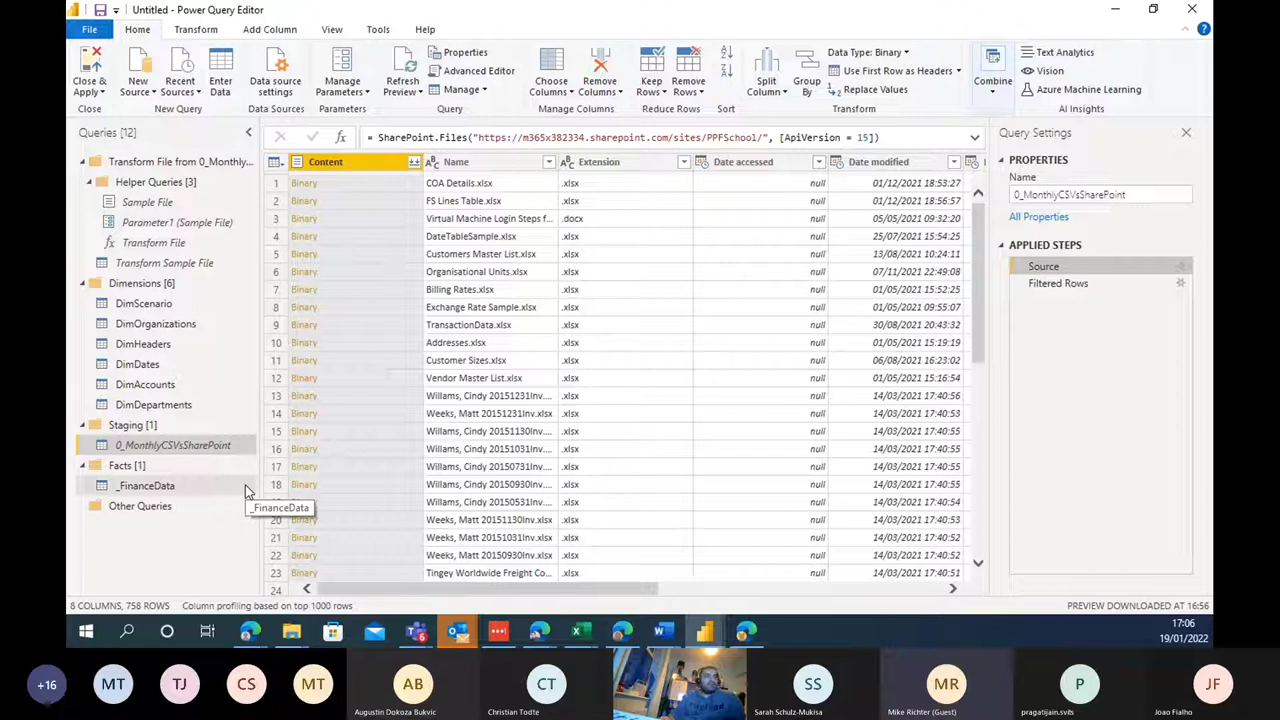 Untitled - Power Query Editor
File
Home
Transform
Add Column
View
Tools
Help
Close & Apply
New Source
Recent Sources
Enter Data
Data source settings
Manage Parameters
Refresh Preview
Properties
Advanced Editor
Manage
Choose Columns
Remove Columns
Keep Rows
Remove Rows
Split Column
Group By
Data Type: Binary
Use First Row as Headers
Replace Values
Combine
Text Analytics
Vision
Azure Machine Learning
Close
New Query
Data Sources
Parameters
Query
Manage Columns
Reduce Rows
Sort
Transform
AI Insights
Queries [12]
= SharePoint.Files("https://m365x382334.sharepoint.com/sites/PPFSchool/", [ApiVersion = 15])
Transform File from 0_Monthly...
Helper Queries [3]
Sample File
Parameter1 (Sample File)
fx Transform File
Transform Sample File
Dimensions [6]
DimScenario
DimOrganizations
DimHeaders
DimDates
DimAccounts
DimDepartments
Staging [1]
0_MonthlyCSVsSharePoint
Facts [1]
_FinanceData
Other Queries
_FinanceData
Content Name Extension Date accessed Date modified
1 Binary COA Details.xlsx .xlsx null 01/12/2021 18:53:27
2 Binary FS Lines Table.xlsx .xlsx null 01/12/2021 18:56:57
3 Binary Virtual Machine Login Steps f... .docx null 05/05/2021 09:32:20
4 Binary DateTableSample.xlsx .xlsx null 25/07/2021 15:54:25
5 Binary Customers Master List.xlsx .xlsx null 13/08/2021 10:24:11
6 Binary Organisational Units.xlsx .xlsx null 07/11/2021 22:49:08
7 Binary Billing Rates.xlsx .xlsx null 01/05/2021 15:52:25
8 Binary Exchange Rate Sample.xlsx .xlsx null 01/05/2021 09:55:07
9 Binary TransactionData.xlsx .xlsx null 30/08/2021 20:43:32
10 Binary Addresses.xlsx .xlsx null 01/05/2021 15:19:19
11 Binary Customer Sizes.xlsx .xlsx null 06/08/2021 16:23:02
12 Binary Vendor Master List.xlsx .xlsx null 01/05/2021 15:16:54
13 Binary Willams, Cindy 20151231Inv.... .xlsx null 14/03/2021 17:40:56
14 Binary Weeks, Matt 20151231Inv.xlsx .xlsx null 14/03/2021 17:40:53
15 Binary Willams, Cindy 20151130Inv.... .xlsx null 14/03/2021 17:40:55
16 Binary Willams, Cindy 20151031Inv.... .xlsx null 14/03/2021 17:40:55
17 Binary Willams, Cindy 20150731Inv.... .xlsx null 14/03/2021 17:40:55
18 Binary Willams, Cindy 20150930Inv.... .xlsx null 14/03/2021 17:40:55
Binary Willams, Cindy 20150531Inv.... .xlsx null 14/03/2021 17:40:54
20 Binary Weeks, Matt 20151130Inv.xlsx .xlsx null 14/03/2021 17:40:52
21 Binary Weeks, Matt 20151031Inv.xlsx .xlsx null 14/03/2021 17:40:52
22 Binary Weeks, Matt 20150930Inv.xlsx .xlsx null 14/03/2021 17:40:52
23 Binary Tingey Worldwide Freight Co... .xlsx null 14/03/2021 17:40:51
24
Query Settings
PROPERTIES
Name
0_MonthlyCSVsSharePoint
All Properties
APPLIED STEPS
Source
Filtered Rows
8 COLUMNS, 758 ROWS Column profiling based on top 1000 rows PREVIEW DOWNLOADED AT 16:56
17:06
19/01/2022
+16
MT
TJ
CS
MT
AB
CT
SS
MR
P
JF
Augustin Dokoza Bukvic
Christian Todte
Sarah Schulz-Mukisa
Mike Richter (Guest)
pragatijain.svits
Joao Fialho